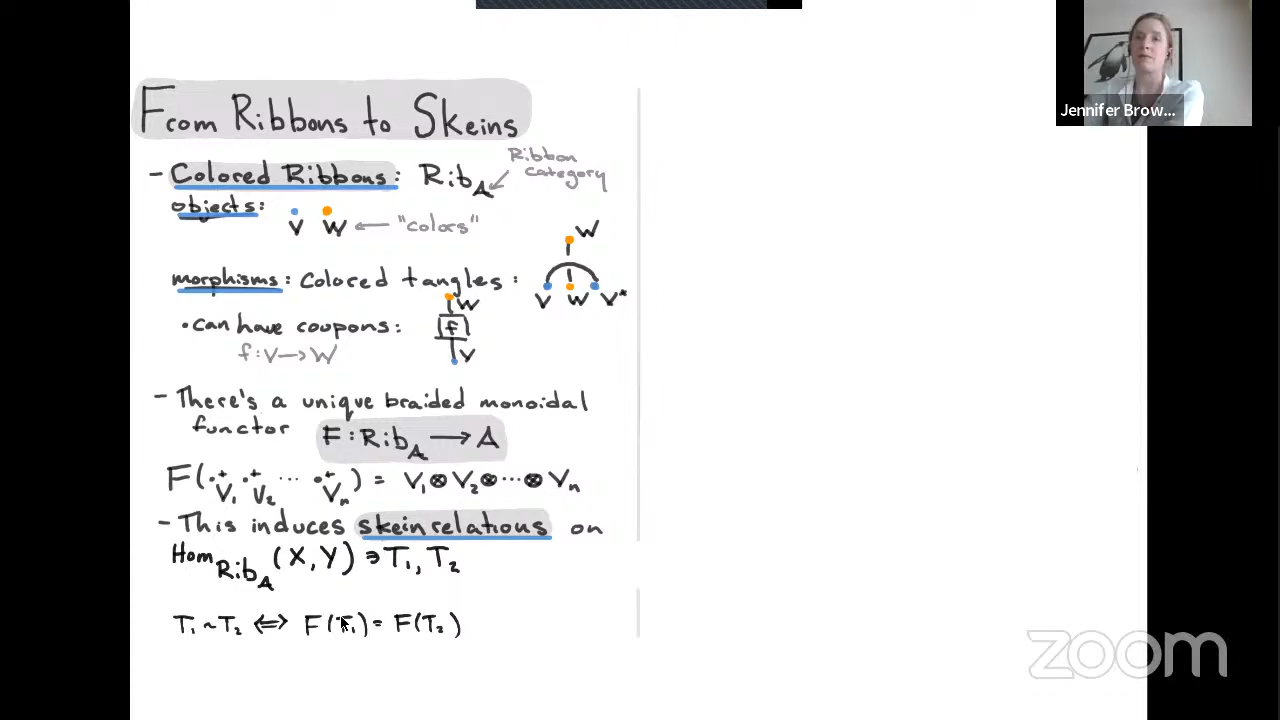 From Ribbons to Skeins
- Colored Ribbons: Rib_A
Ribbon category
objects:
V W ← "colors"
morphisms: Colored tangles:
W
V W V*
• can have coupons:
W
f
V
f: V → W
- There's a unique braided monoidal
functor F: Rib_A → A
F(•+ •+ ... •+) = V₁ ⊗ V₂ ⊗ ... ⊗ Vₙ
V₁ V₂ Vₙ
- This induces skein relations on
Hom_Rib_A (X, Y) ∋ T₁, T₂
T₁ ~ T₂ ⇔ F(T₁) = F(T₂)
Jennifer Brow...
zoom